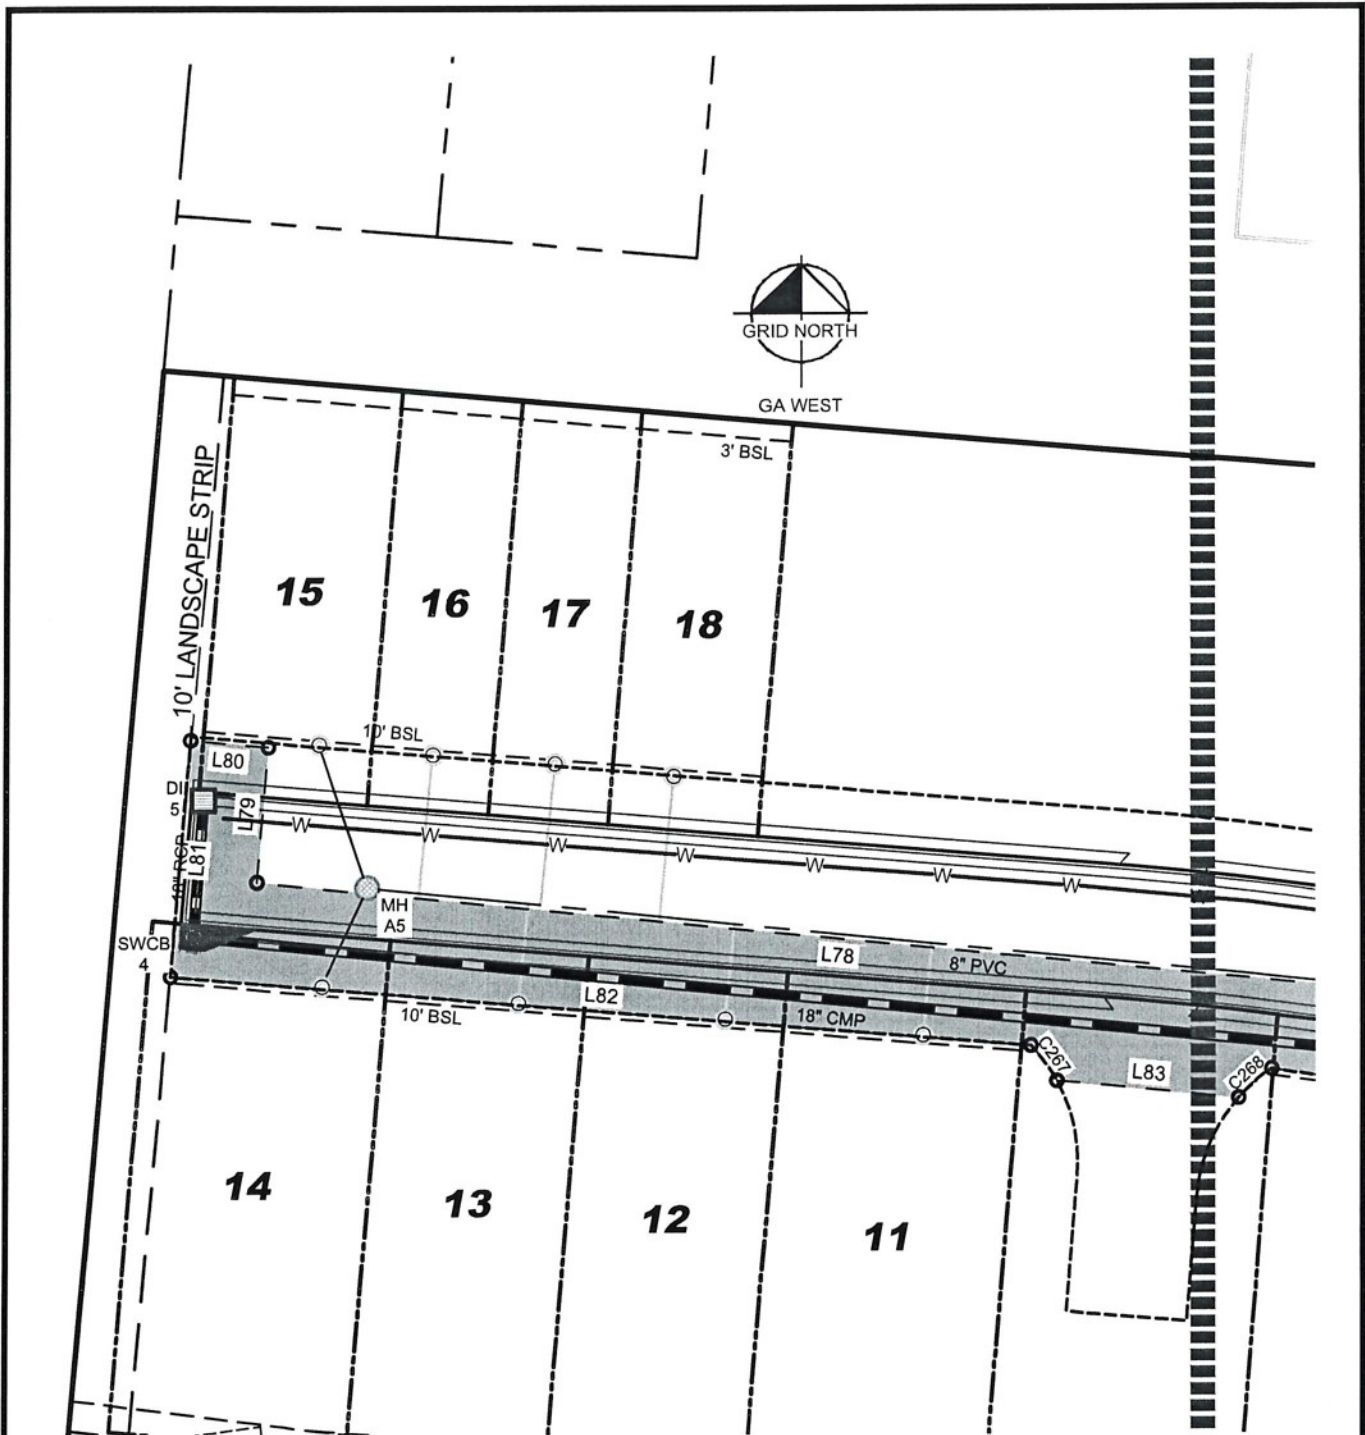 GRID NORTH
GA WEST
3' BSL
10' LANDSCAPE STRIP
15
16
17
18
10' BSL
L80
DI
5
L79
W W W W W W W
L81
18" RCP
MH
A5
SWCB
4
L78
8" PVC
L82
10' BSL
18" CMP
C267
L83
C268
14
13
12
11